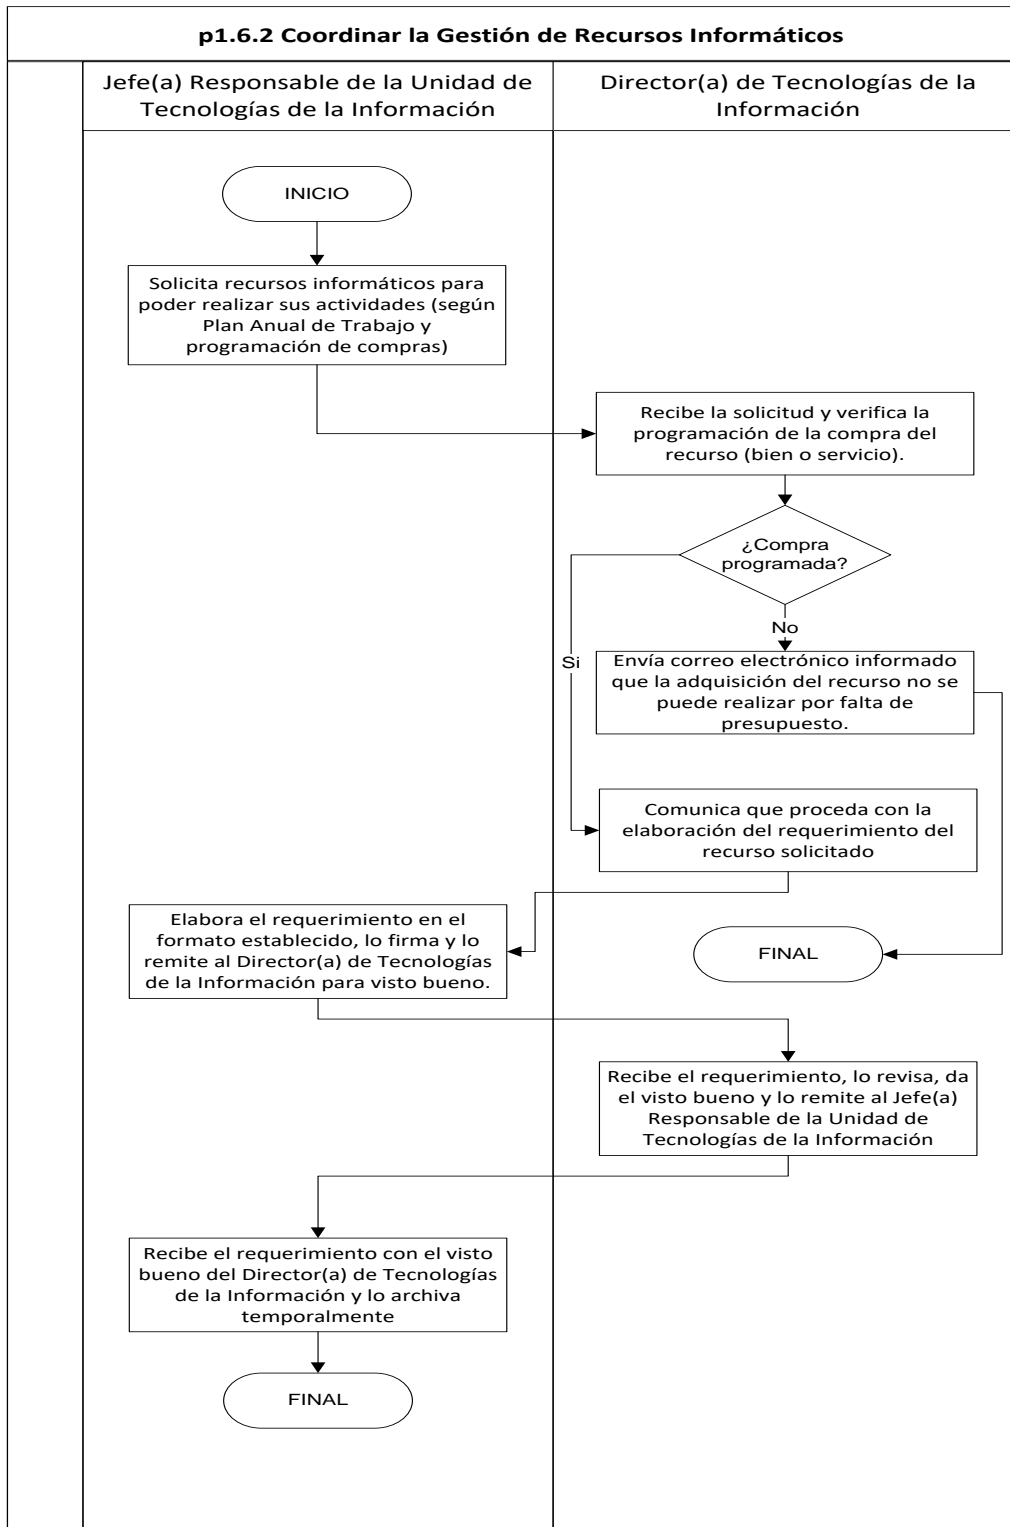 p1.6.2 Coordinar la Gestión de Recursos Informáticos
Jefe(a) Responsable de la Unidad de
Tecnologías de la Información
Director(a) de Tecnologías de la
Información
INICIO
Solicita recursos informáticos para
poder realizar sus actividades (según
Plan Anual de Trabajo y
programación de compras)
Recibe la solicitud y verifica la
programación de la compra del
recurso (bien o servicio).
¿Compra
programada?
No
Si
Envía correo electrónico informado
que la adquisición del recurso no se
puede realizar por falta de
presupuesto.
Comunica que proceda con la
elaboración del requerimiento del
recurso solicitado
Elabora el requerimiento en el
formato establecido, lo firma y lo
remite al Director(a) de Tecnologías
de la Información para visto bueno.
FINAL
Recibe el requerimiento, lo revisa, da
el visto bueno y lo remite al Jefe(a)
Responsable de la Unidad de
Tecnologías de la Información
Recibe el requerimiento con el visto
bueno del Director(a) de Tecnologías
de la Información y lo archiva
temporalmente
FINAL